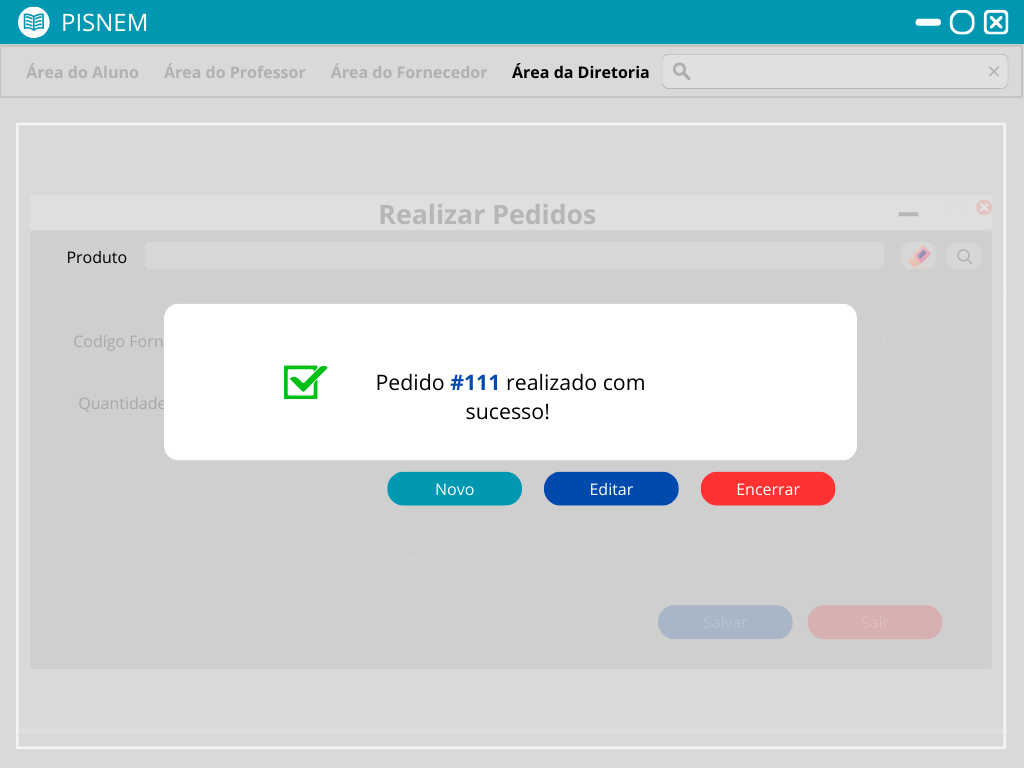 PISNEM
Área do Aluno Área do Professor Área do Fornecedor Área da Diretoria
Realizar Pedidos
Produto
Codígo Forn
Pedido #111 realizado com
sucesso!
Quantidade
Novo Editar Encerrar
Salvar Sair